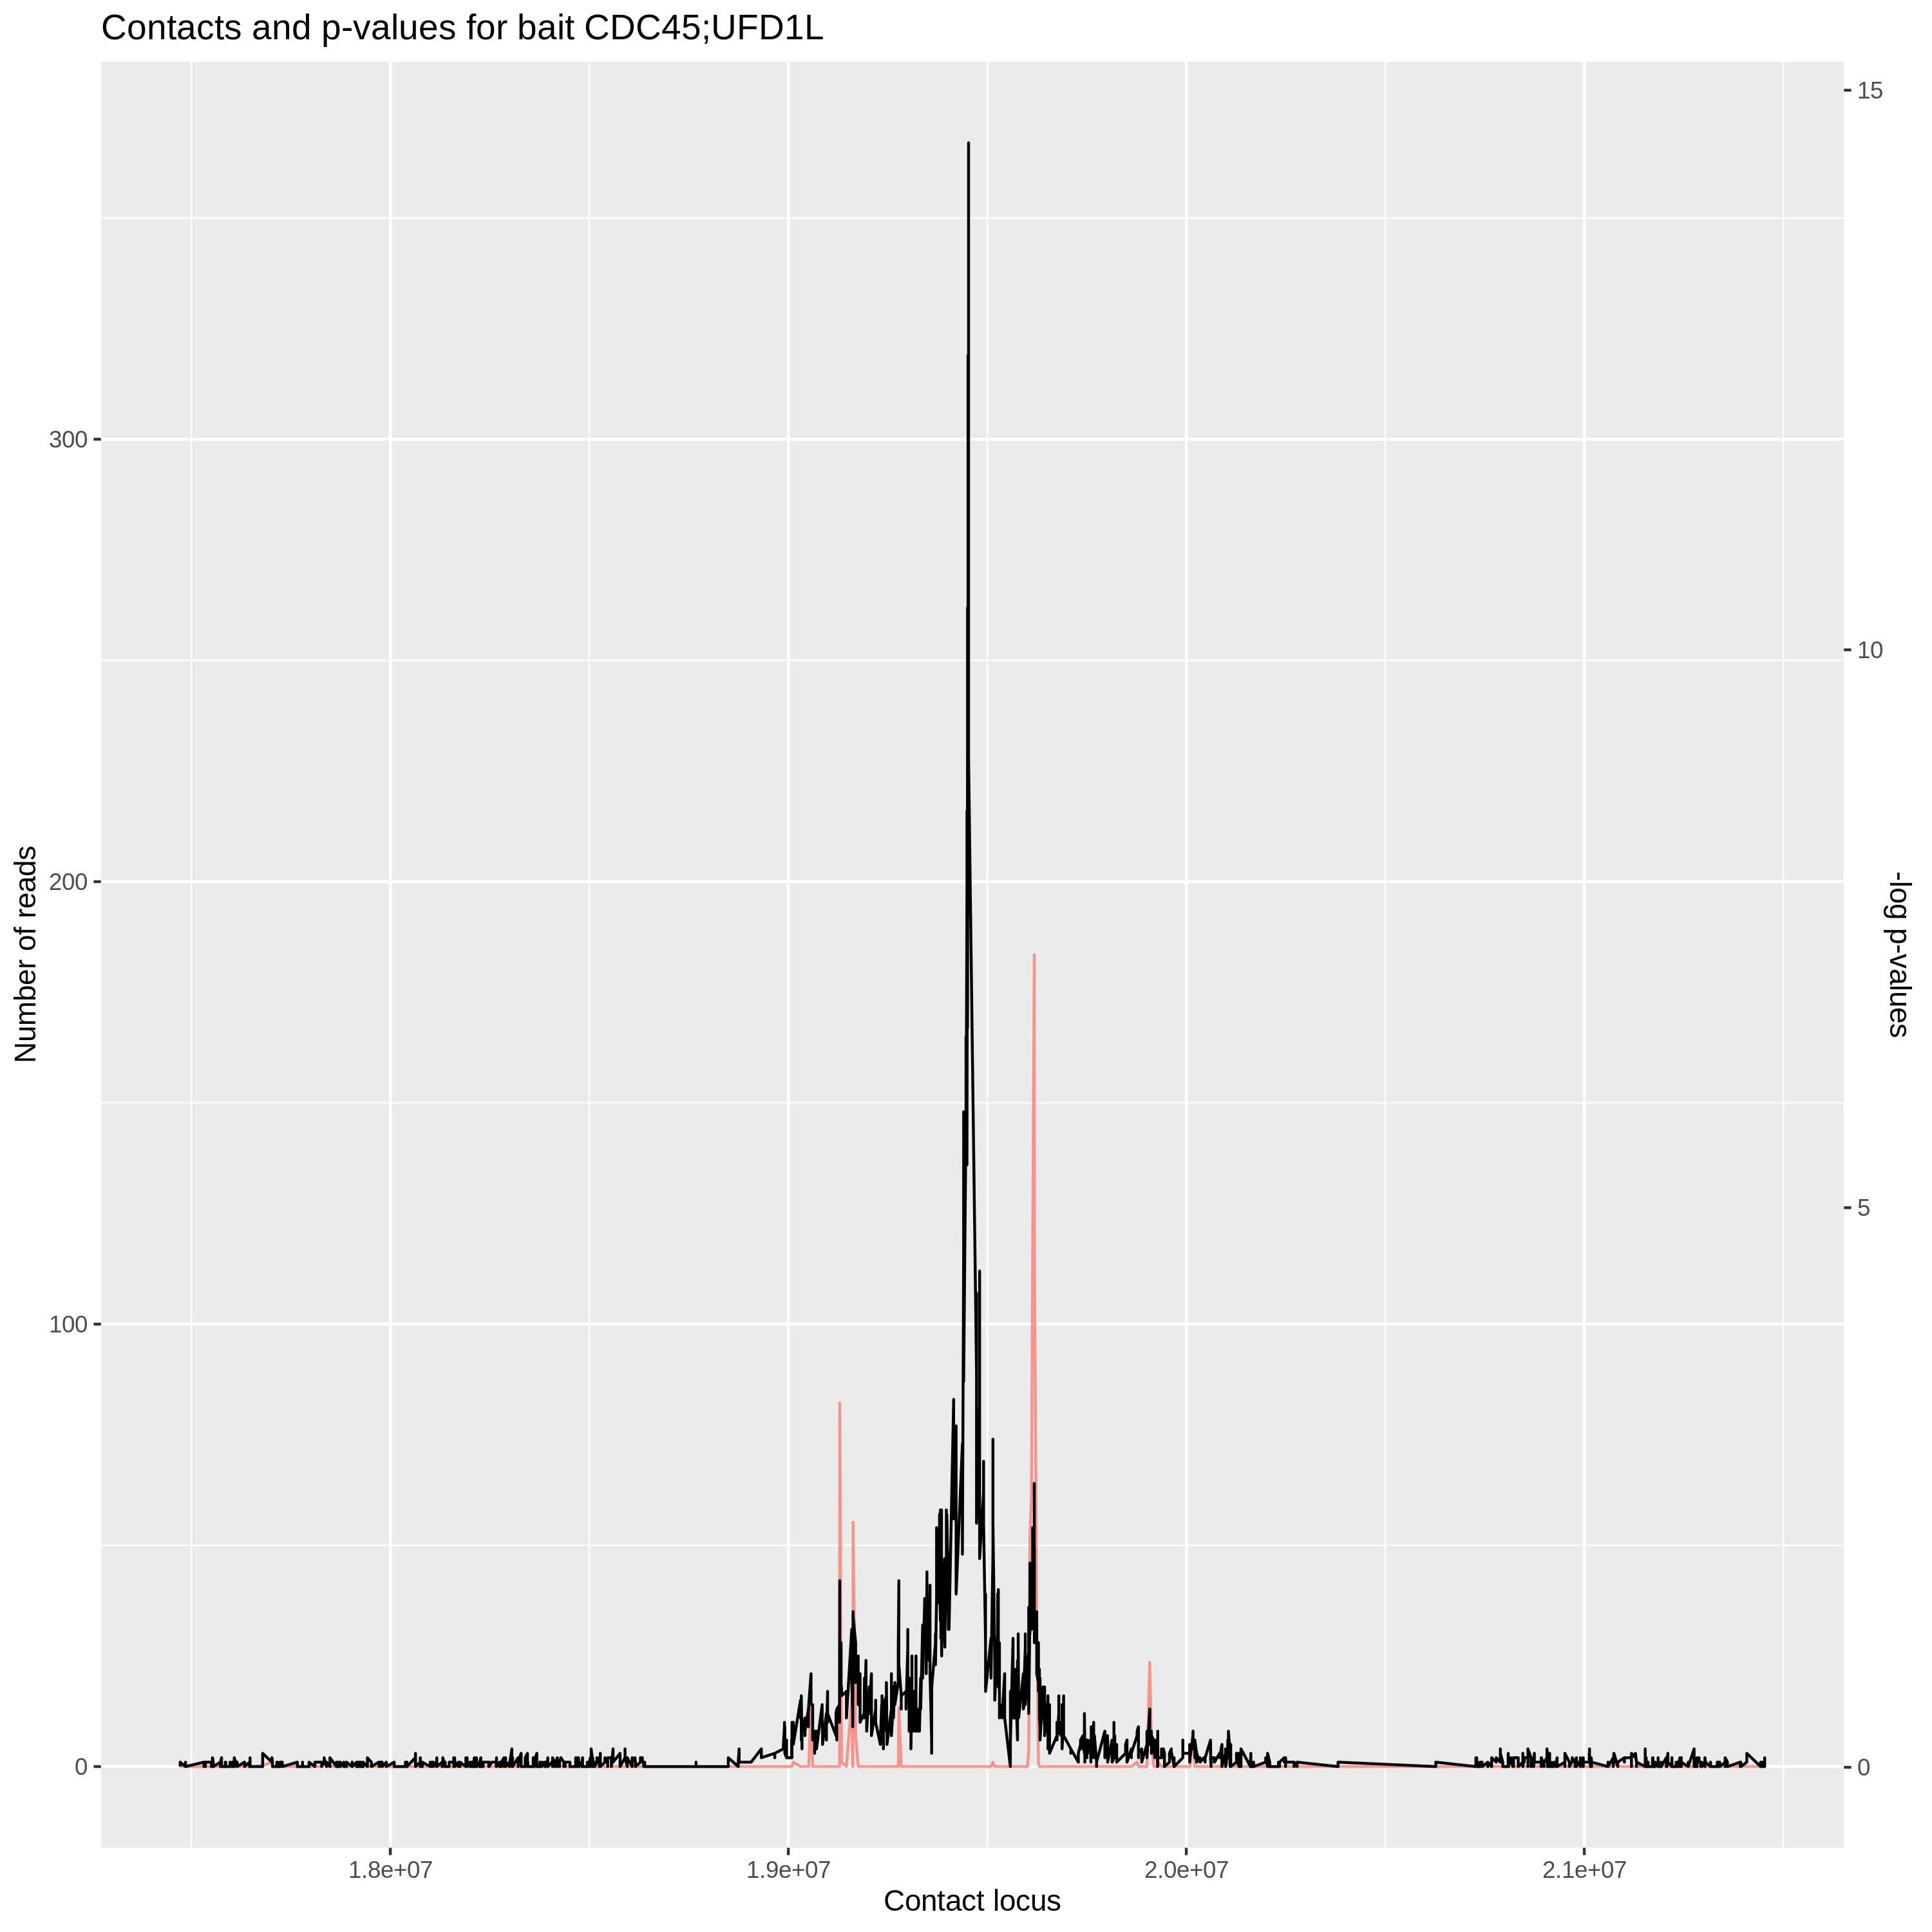 Contacts and p-values for bait CDC45;UFD1L
15
300
10
200
Number of reads
-log p-values
100
5
0
0
1.8e+07
1.9e+07
2.0e+07
2.1e+07
Contact locus